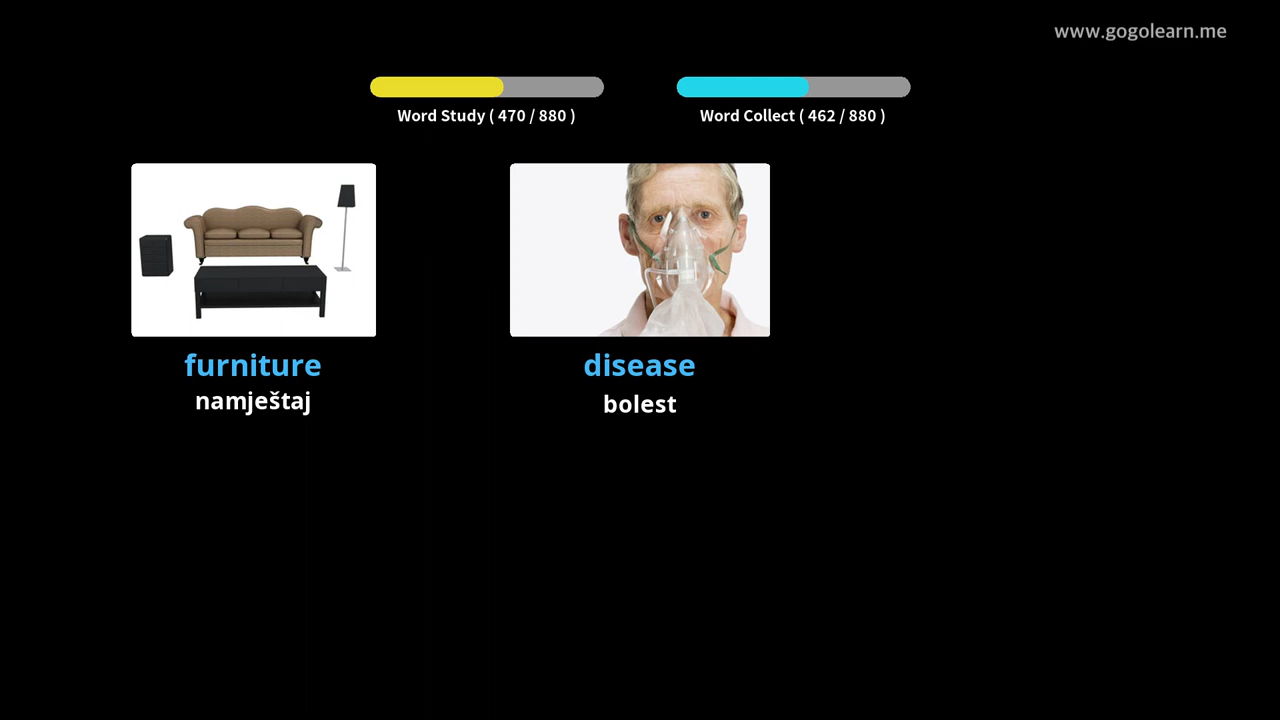 www.gogolearn.me
Word Study ( 470 / 880 )
Word Collect ( 462 / 880 )
furniture
namještaj
disease
bolest